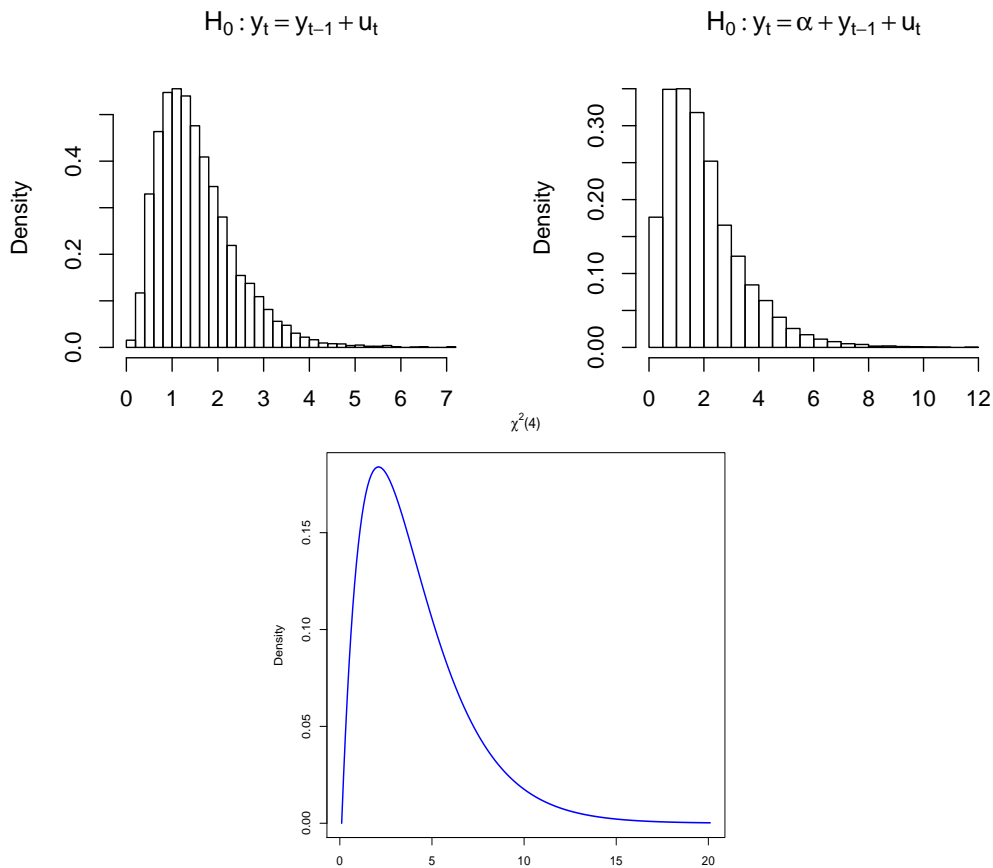 H₀ : yₜ = yₜ₋₁ + uₜ
Density
0.0 0.2 0.4
0 1 2 3 4 5 6 7
H₀ : yₜ = α + yₜ₋₁ + uₜ
Density
0.00 0.10 0.20 0.30
0 2 4 6 8 10 12
χ²(4)
Density
0.00 0.05 0.10 0.15
0 5 10 15 20